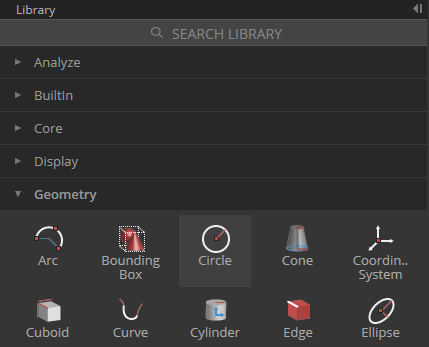 Library
SEARCH LIBRARY
Analyze
BuiltIn
Core
Display
Geometry
Arc
Bounding
Box
Circle
Cone
Coordin..
System
Cuboid
Curve
Cylinder
Edge
Ellipse